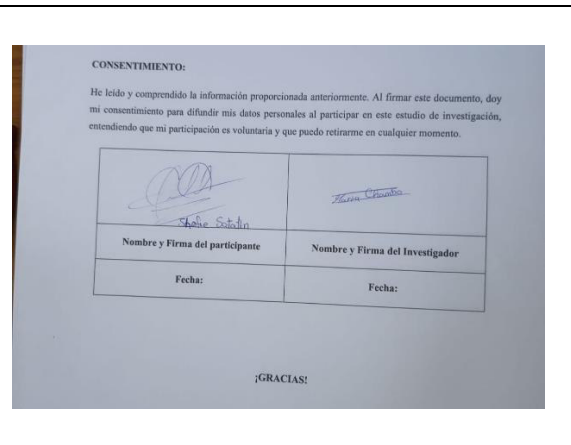 CONSENTIMIENTO:
He leído y comprendido la información proporcionada anteriormente. Al firmar este documento, doy
mi consentimiento para difundir mis datos personales al participar en este estudio de investigación,
entendiendo que mi participación es voluntaria y que puedo retirarme en cualquier momento.
Nombre y Firma del participante
Nombre y Firma del Investigador
Fecha:
Fecha:
¡GRACIAS!